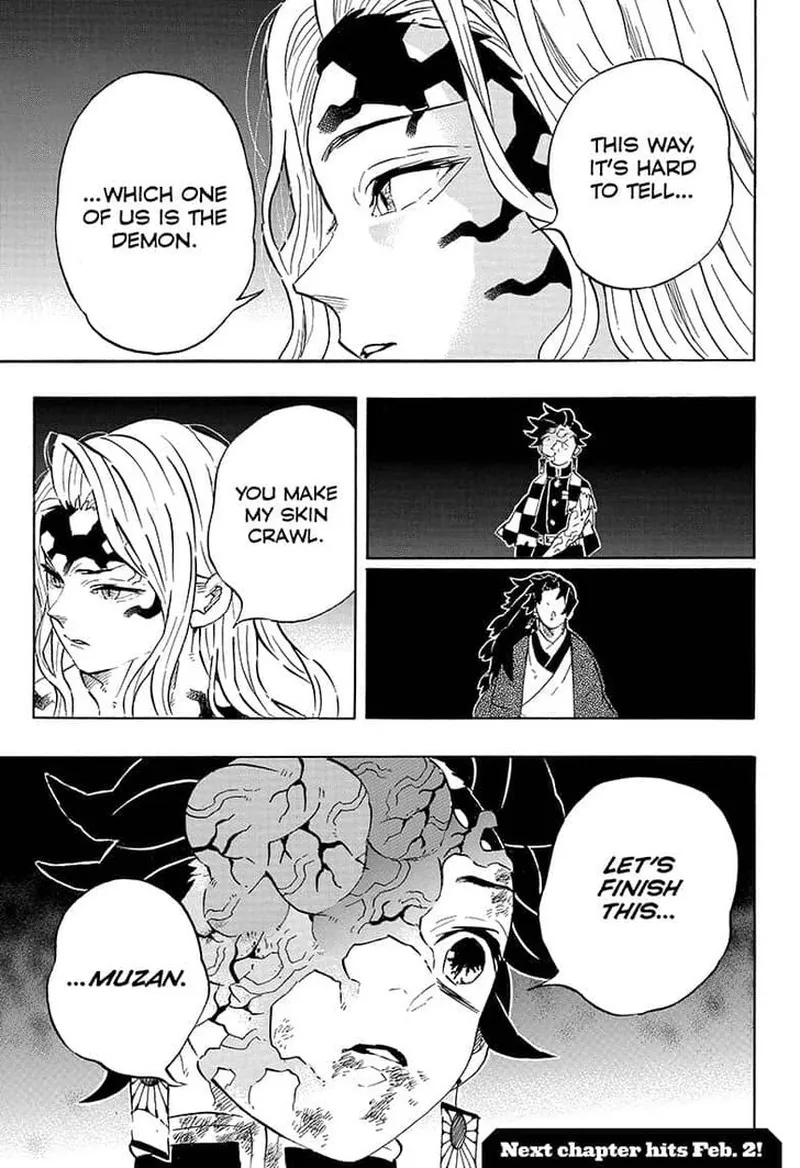 THIS WAY,
IT'S HARD
TO TELL...
...WHICH ONE
OF US IS THE
DEMON.
YOU MAKE
MY SKIN
CRAWL.
LET'S
FINISH
THIS...
...MUZAN.
Next chapter hits Feb. 2!